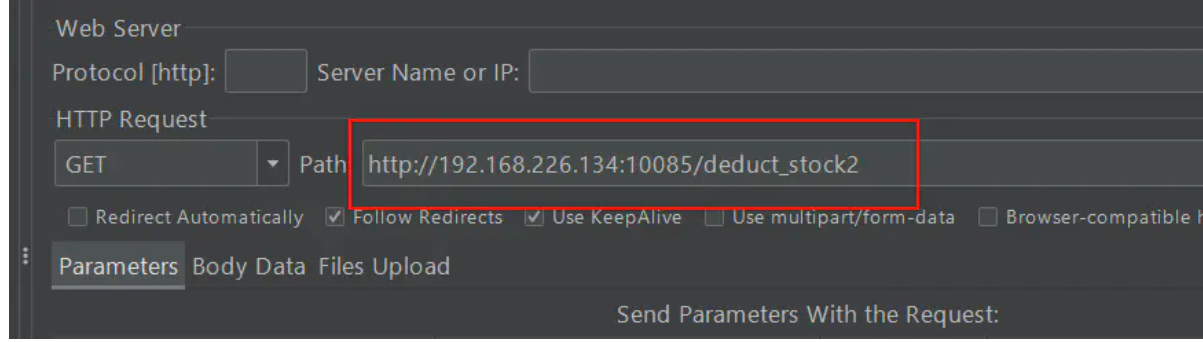 Web Server
Protocol [http]: Server Name or IP:
HTTP Request
GET Path: http://192.168.226.134:10085/deduct_stock2
Redirect Automatically Follow Redirects Use KeepAlive Use multipart/form-data Browser-compatible h
Parameters Body Data Files Upload
Send Parameters With the Request: